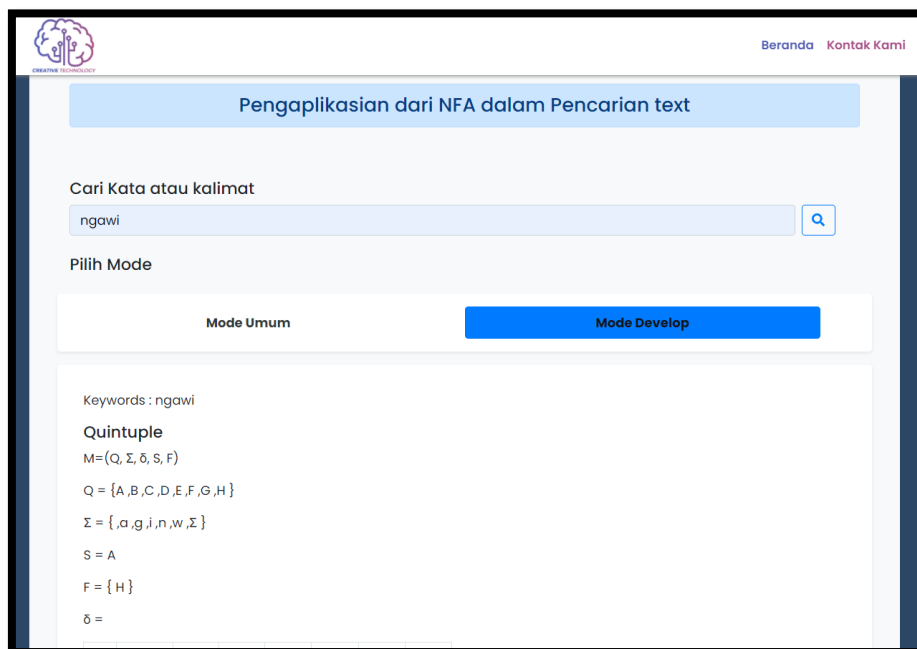 CREATIVE TECHNOLOGY
Beranda Kontak Kami
Pengaplikasian dari NFA dalam Pencarian text
Cari Kata atau kalimat
ngawi
Pilih Mode
Mode Umum Mode Develop
Keywords : ngawi
Quintuple
M=(Q, Σ, δ, S, F)
Q = {A ,B ,C ,D ,E ,F ,G ,H }
Σ = { ,a ,g ,i ,n ,w ,Σ }
S = A
F = { H }
δ =